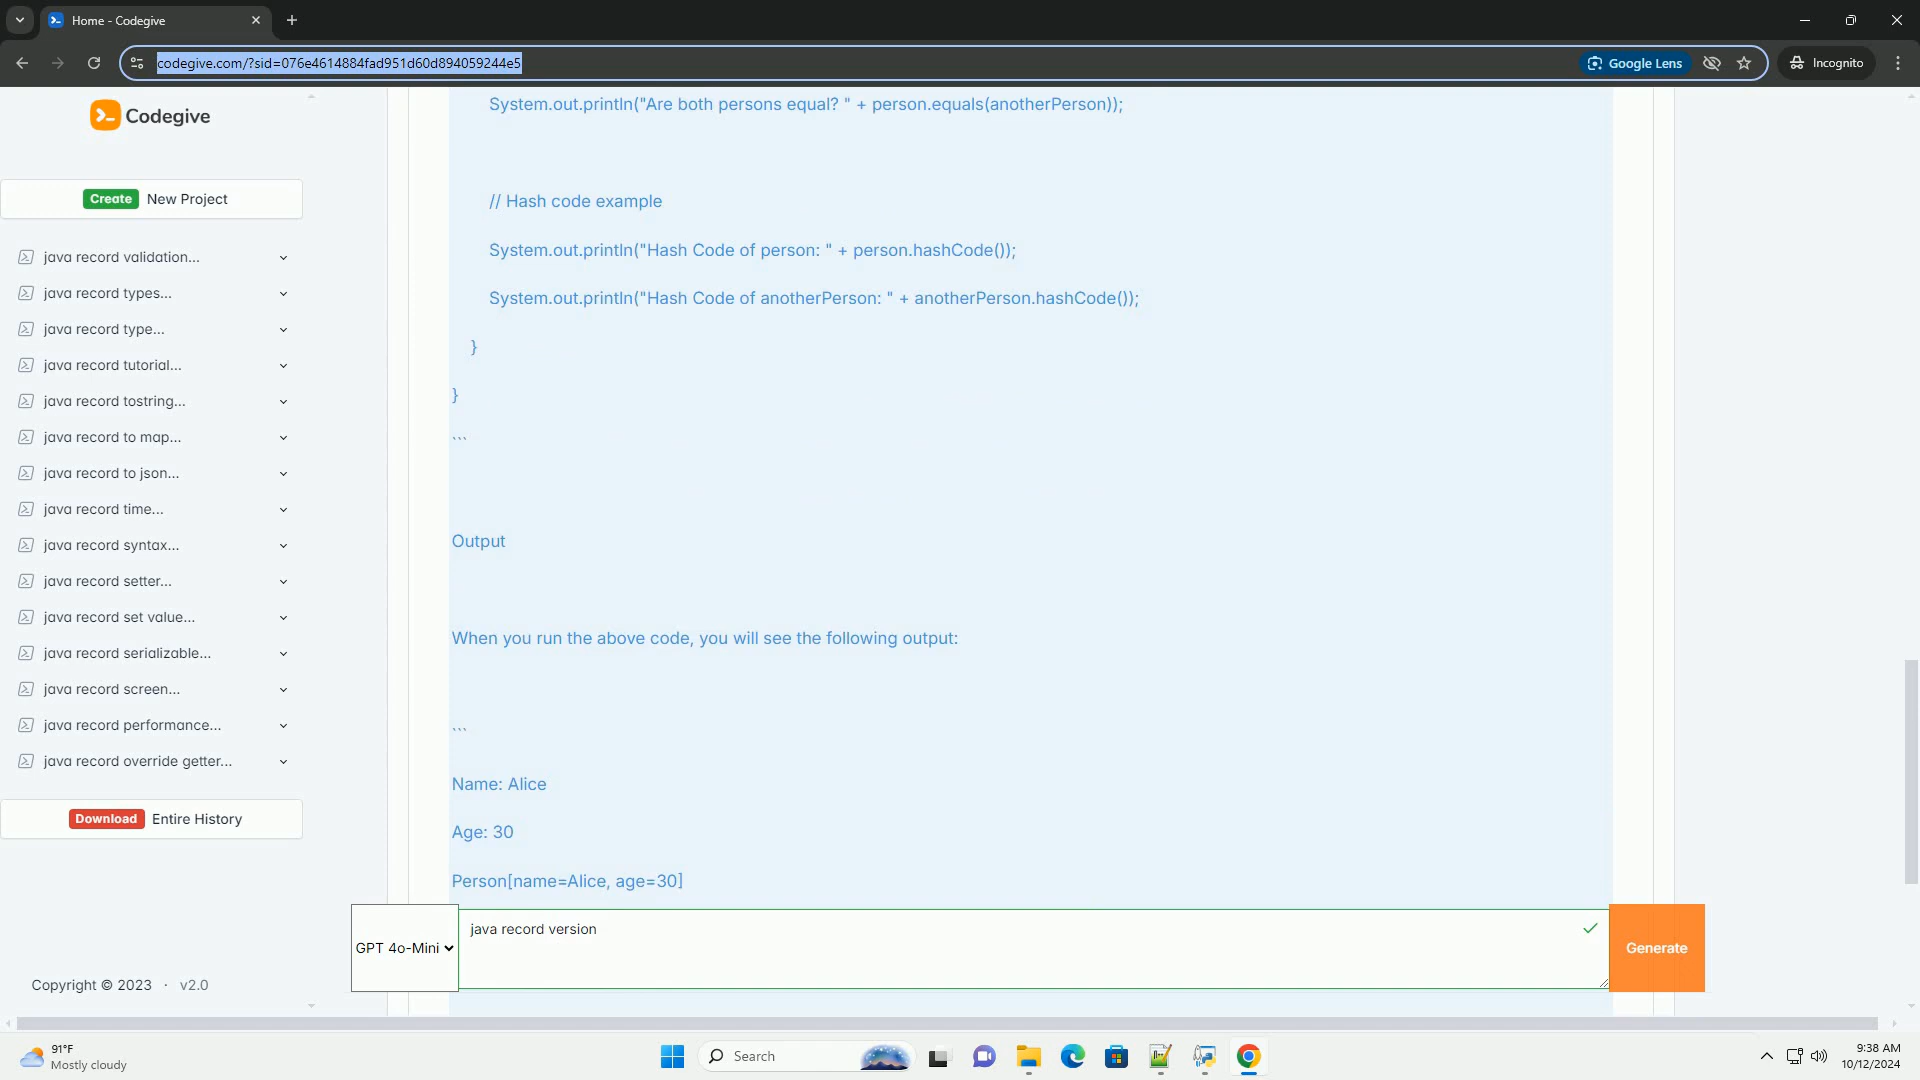 Home - Codegive
codegive.com/?sid=076e4614884fad951d60d894059244e5
Google Lens
Incognito
Codegive
Create New Project
java record validation...
java record types...
java record type...
java record tutorial...
java record tostring...
java record to map...
java record to json...
java record time...
java record syntax...
java record setter...
java record set value...
java record serializable...
java record screen...
java record performance...
java record override getter...
Download Entire History
Copyright © 2023 · v2.0
System.out.println("Are both persons equal? " + person.equals(anotherPerson));
// Hash code example
System.out.println("Hash Code of person: " + person.hashCode());
System.out.println("Hash Code of anotherPerson: " + anotherPerson.hashCode());
}
}
```
Output
When you run the above code, you will see the following output:
```
Name: Alice
Age: 30
Person[name=Alice, age=30]
GPT 4o-Mini
java record version
Generate
91°F
Mostly cloudy
Search
9:38 AM
10/12/2024